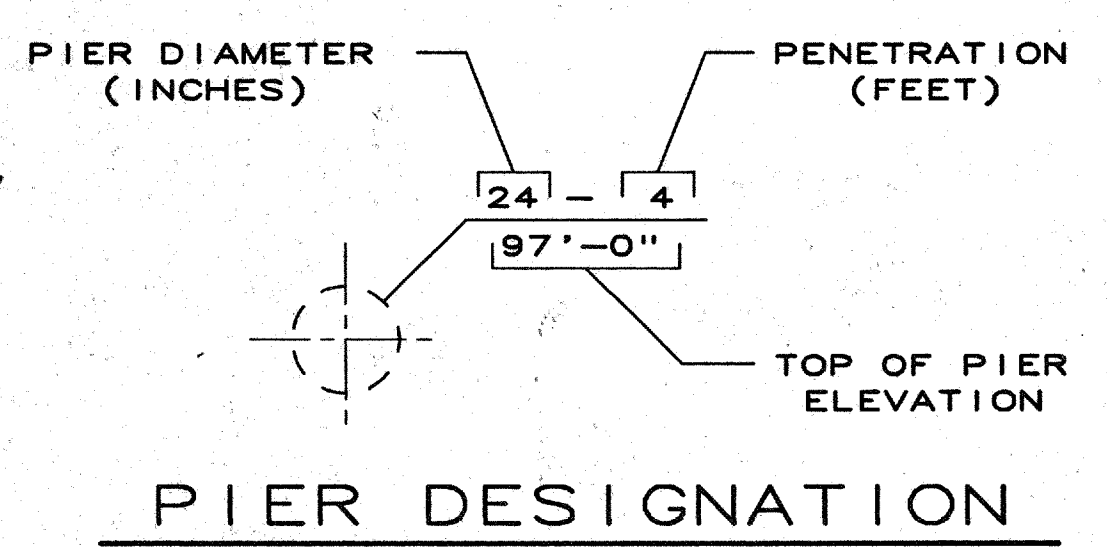 PIER DIAMETER
(INCHES)
PENETRATION
(FEET)
24 - 4
97'-0"
TOP OF PIER
ELEVATION
PIER DESIGNATION